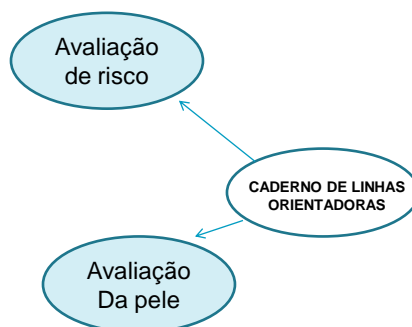 Avaliação
de risco
CADERNO DE LINHAS
ORIENTADORAS
Avaliação
Da pele